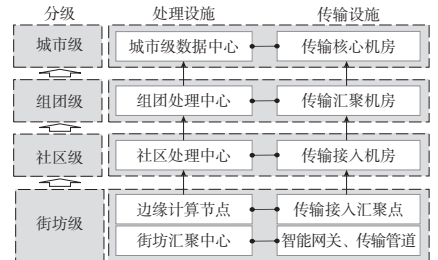 分级 处理设施 传输设施
城市级 城市级数据中心 传输核心机房
组团级 组团处理中心 传输汇聚机房
社区级 社区处理中心 传输接入机房
街坊级 边缘计算节点 传输接入汇聚点
街坊汇聚中心 智能网关、传输管道